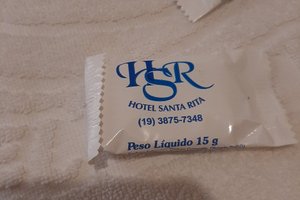 HSR
HOTEL SANTA RITA
(19) 3875-7348
Peso Líquido 15 g